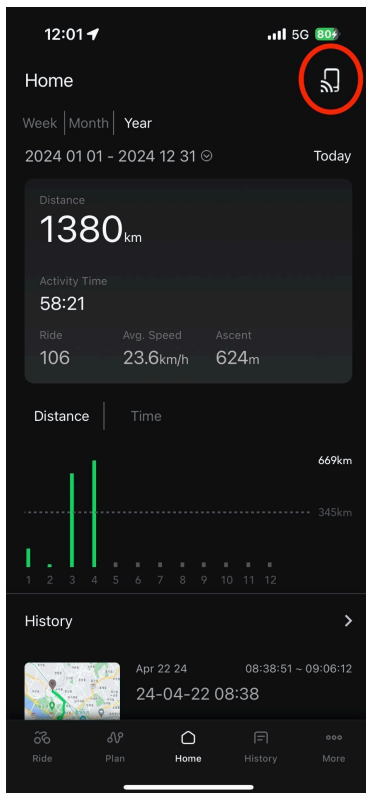 12:01 5G 80
Home
Week Month Year
2024 01 01 - 2024 12 31 Today
Distance
1380km
Activity Time
58:21
Ride Avg. Speed Ascent
106 23.6km/h 624m
Distance Time
669km
345km
1 2 3 4 5 6 7 8 9 10 11 12
History
Apr 22 24 08:38:51 ~ 09:06:12
24-04-22 08:38
Ride Plan Home History More